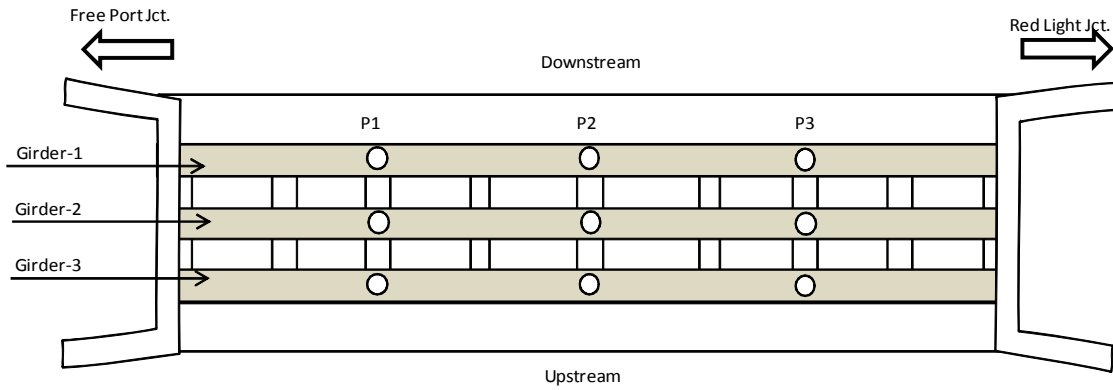 Free Port Jct.
Red Light Jct.
Downstream
P1 P2 P3
Girder-1
Girder-2
Girder-3
Upstream